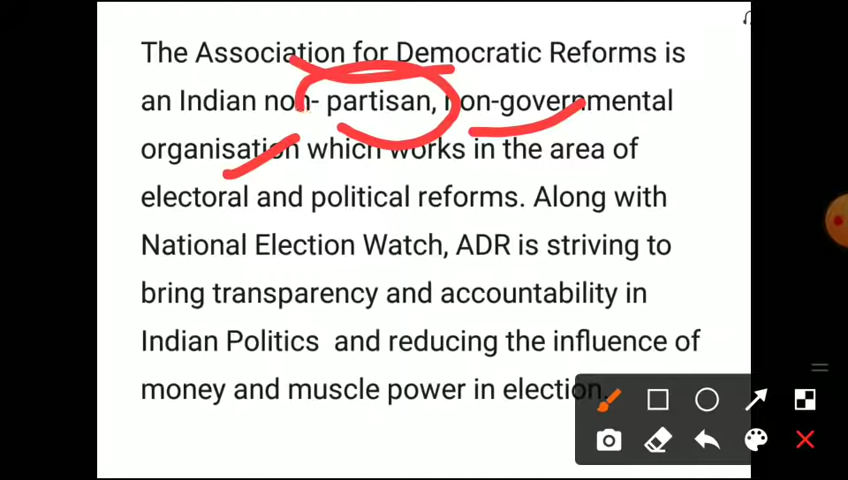 The Association for Democratic Reforms is
an Indian non- partisan, non-governmental
organisation which works in the area of
electoral and political reforms. Along with
National Election Watch, ADR is striving to
bring transparency and accountability in
Indian Politics  and reducing the influence of
money and muscle power in election.